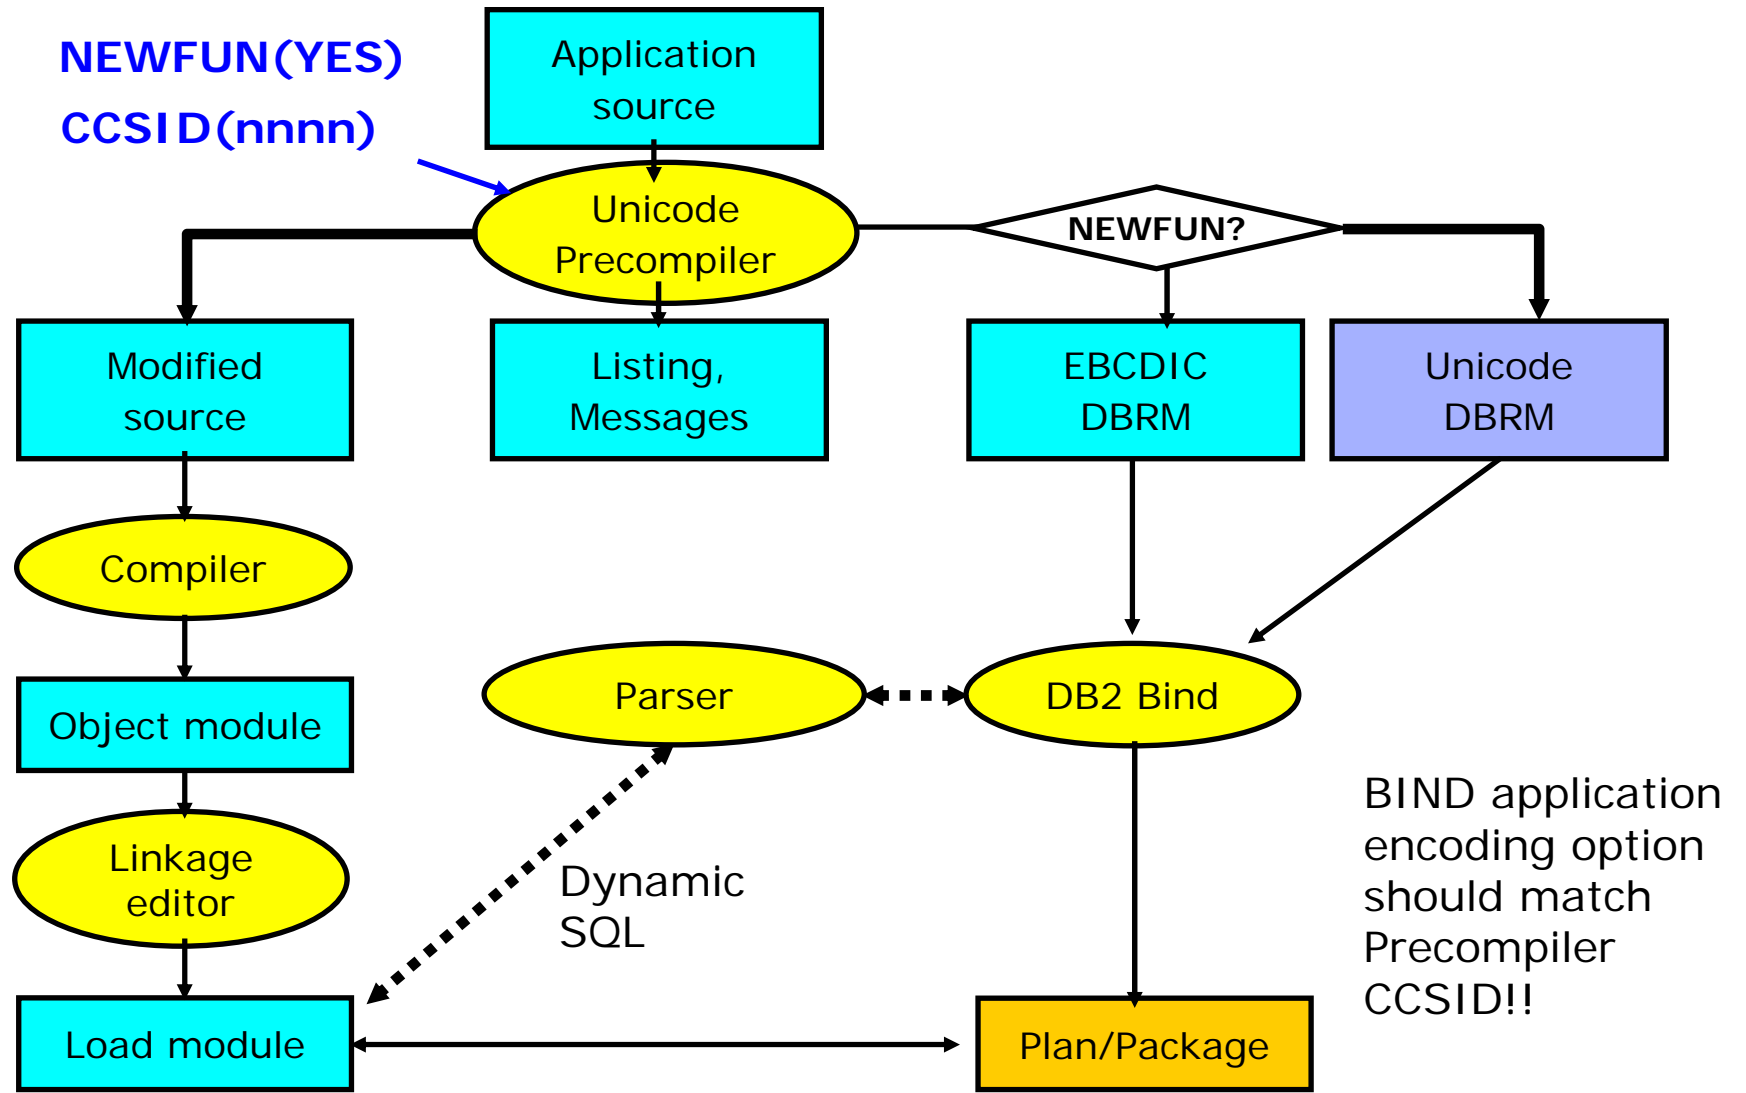 NEWFUN(YES)
CCSID(nnnn)
Application
source
Unicode
Precompiler
NEWFUN?
Modified
source
Listing,
Messages
EBCDIC
DBRM
Unicode
DBRM
Compiler
Parser
DB2 Bind
Object module
Linkage
editor
Dynamic
SQL
BIND application
encoding option
should match
Precompiler
CCSID!!
Load module
Plan/Package